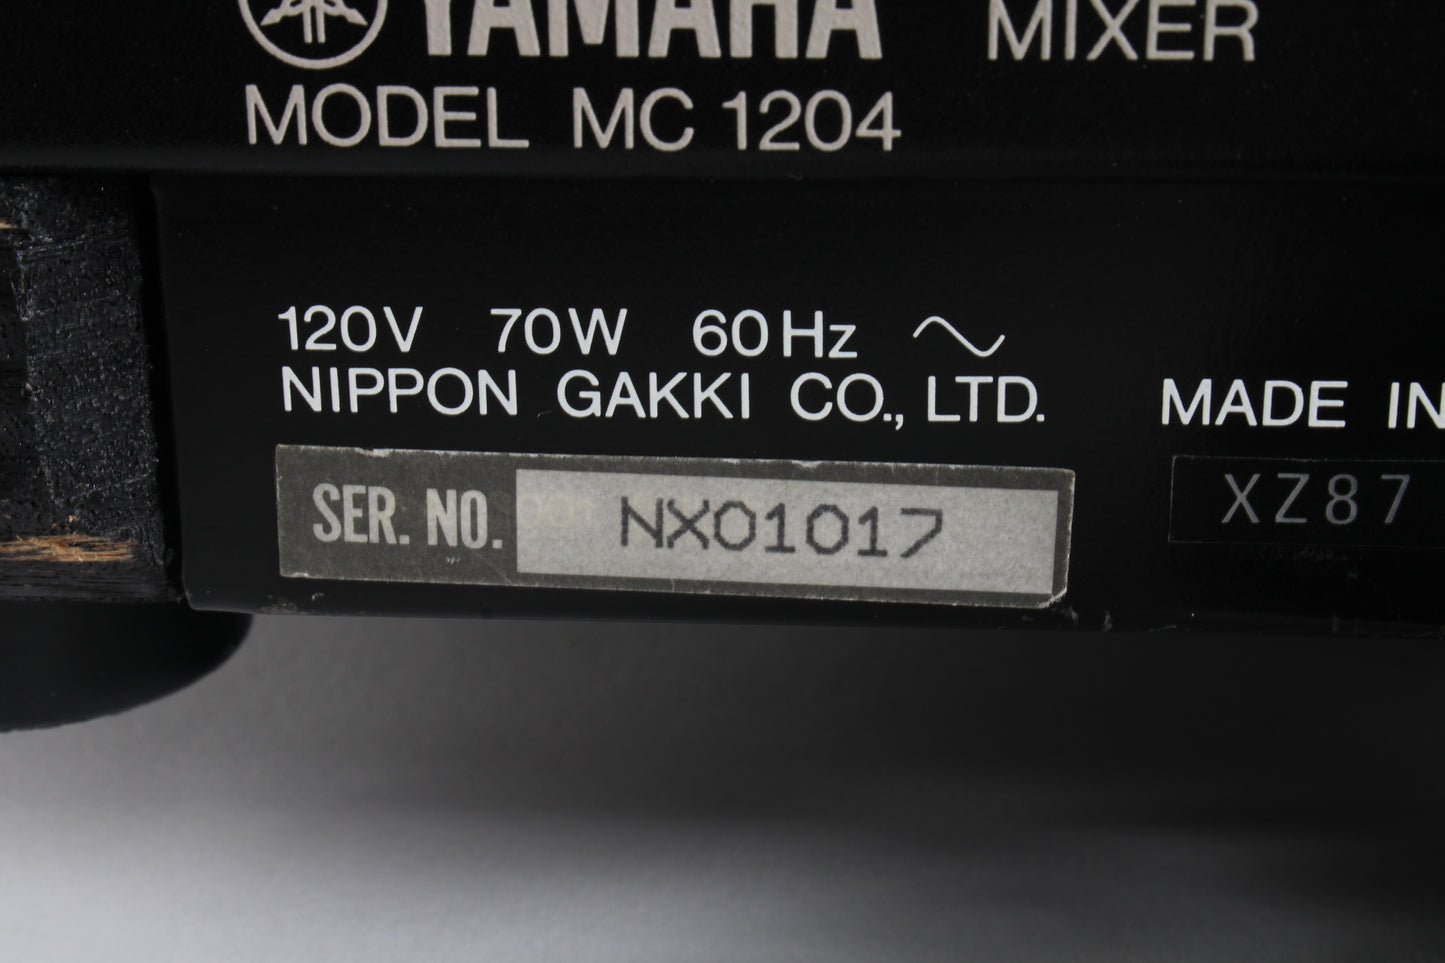 YAMAHA MIXER
MODEL MC 1204
120V 70W 60Hz
NIPPON GAKKI CO., LTD. MADE IN
SER. NO. NX01017
XZ87